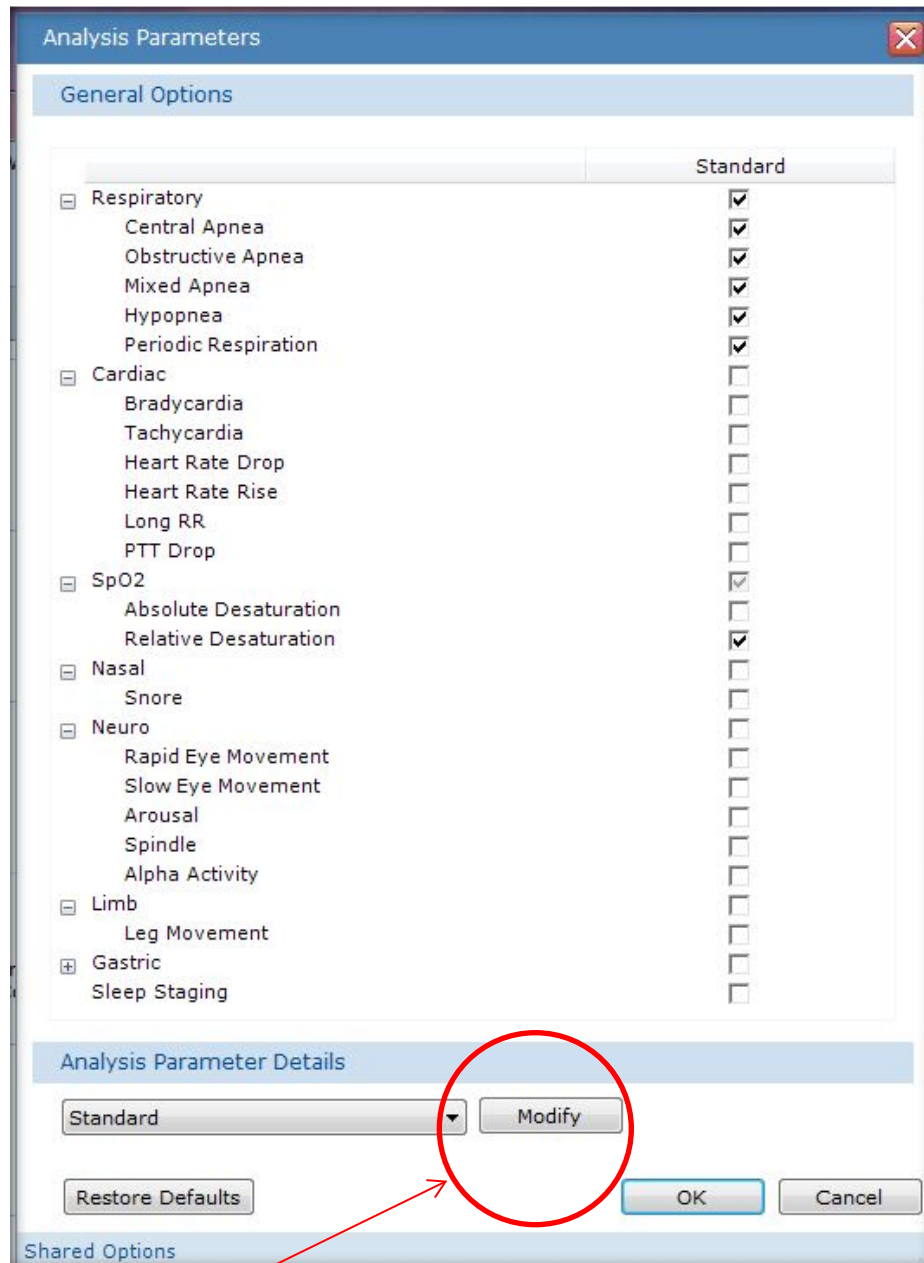 Analysis Parameters
General Options
Standard
Respiratory
Central Apnea
Obstructive Apnea
Mixed Apnea
Hypopnea
Periodic Respiration
Cardiac
Bradycardia
Tachycardia
Heart Rate Drop
Heart Rate Rise
Long RR
PTT Drop
SpO2
Absolute Desaturation
Relative Desaturation
Nasal
Snore
Neuro
Rapid Eye Movement
Slow Eye Movement
Arousal
Spindle
Alpha Activity
Limb
Leg Movement
Gastric
Sleep Staging
Analysis Parameter Details
Standard Modify
Restore Defaults OK Cancel
Shared Options